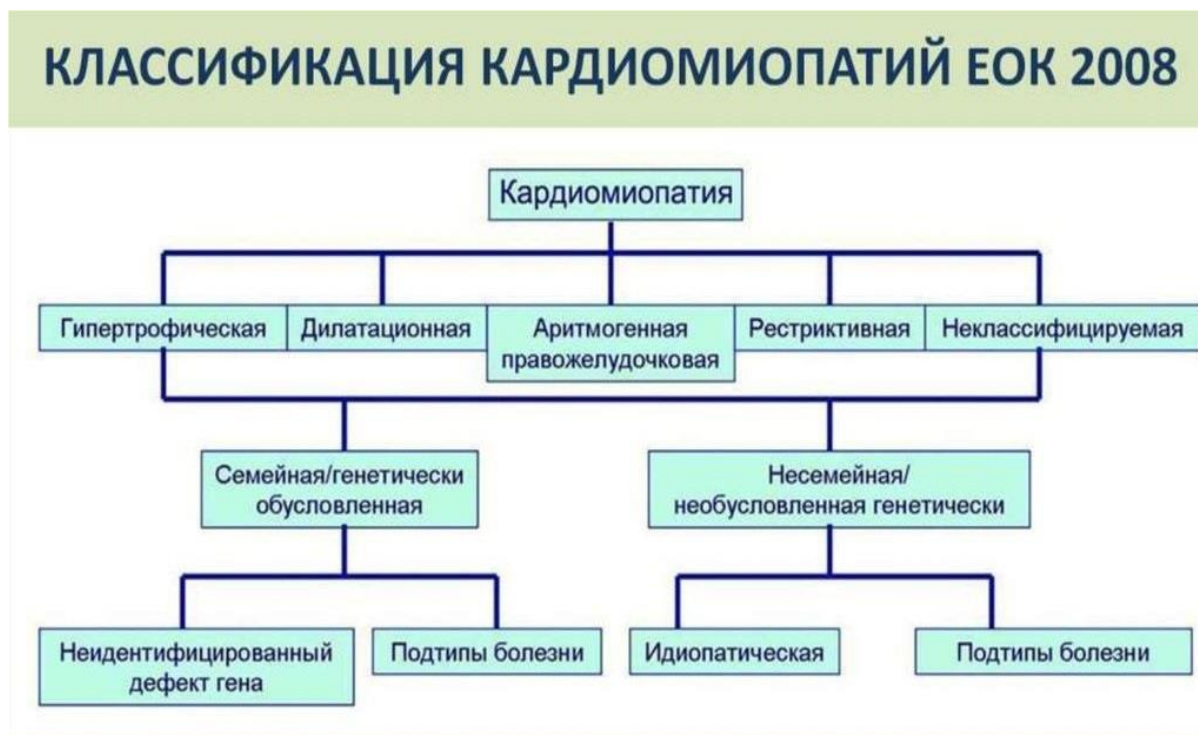 КЛАССИФИКАЦИЯ КАРДИОМИОПАТИЙ ЕОК 2008
Кардиомиопатия
Гипертрофическая
Дилатационная
Аритмогенная
правожелудочковая
Рестриктивная
Неклассифицируемая
Семейная/генетически
обусловленная
Несемейная/
необусловленная генетически
Неидентифицированный
дефект гена
Подтипы болезни
Идиопатическая
Подтипы болезни